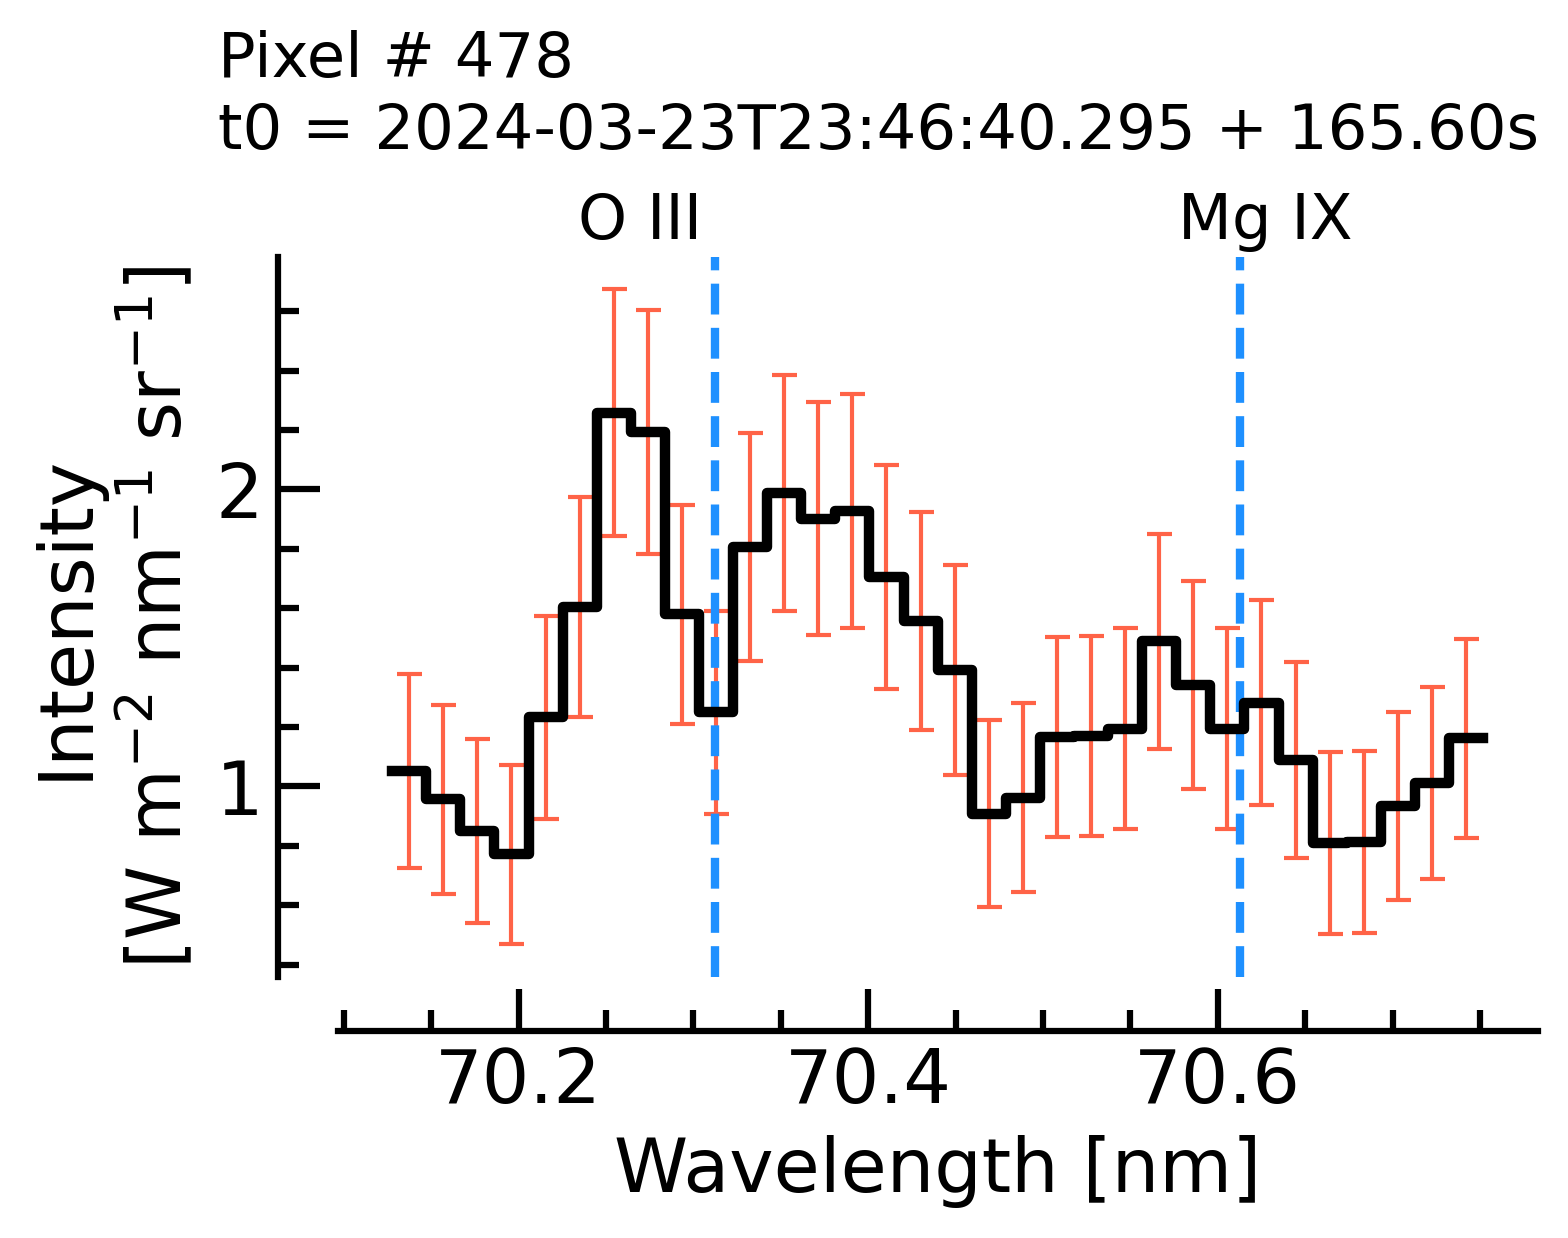 Pixel # 478
t0 = 2024-03-23T23:46:40.295 + 165.60s
O III
Mg IX
Intensity
[W m⁻² nm⁻¹ sr⁻¹]
2
1
70.2
70.4
70.6
Wavelength [nm]